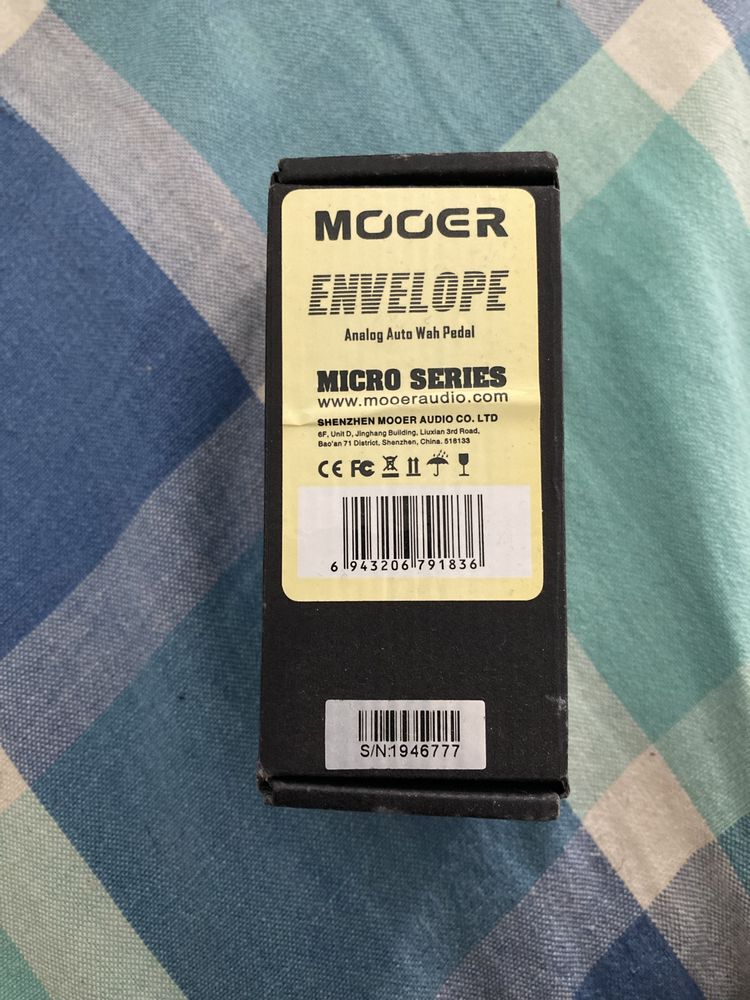 MOOER
ENVELOPE
Analog Auto Wah Pedal
MICRO SERIES
www.mooeraudio.com
SHENZHEN MOOER AUDIO CO. LTD
6F, Unit D, Jinghang Building, Liuxian 3rd Road,
Bao'an 71 District, Shenzhen, China. 518133
CE FC
6 943206 791836
S/N:1946777